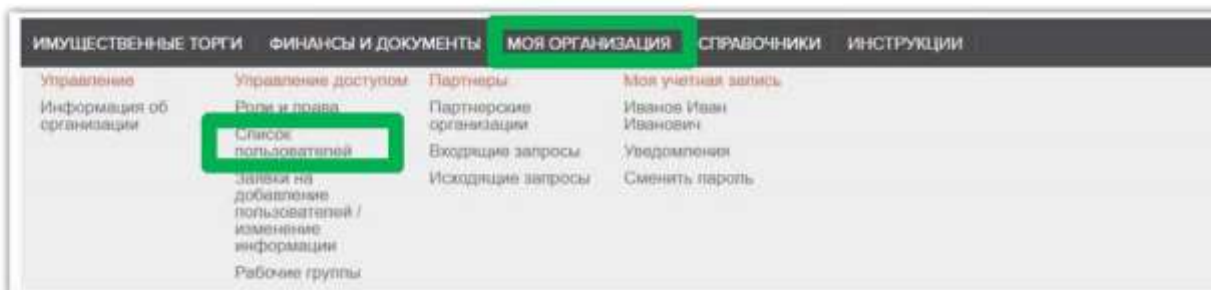 ИМУЩЕСТВЕННЫЕ ТОРГИ ФИНАНСЫ И ДОКУМЕНТЫ МОЯ ОРГАНИЗАЦИЯ СПРАВОЧНИКИ ИНСТРУКЦИИ
Управление
Информация об
организации
Управление доступом
Роли и права
Список
пользователей
Заявки на
добавление
пользователей /
изменение
информации
Рабочие группы
Партнеры
Партнерские
организации
Входящие запросы
Исходящие запросы
Моя учетная запись
Иванов Иван
Иванович
Уведомления
Сменить пароль